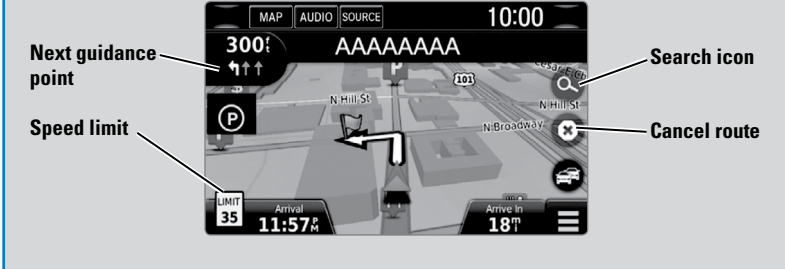 MAP AUDIO SOURCE 10:00
Next guidance point
300ft
AAAAAAAA
Search icon
P
101
N Hill St
N Hill St
P
Speed limit
N Broadway
Cancel route
LIMIT
35
Arrival
11:57PM
Arrive In
18m